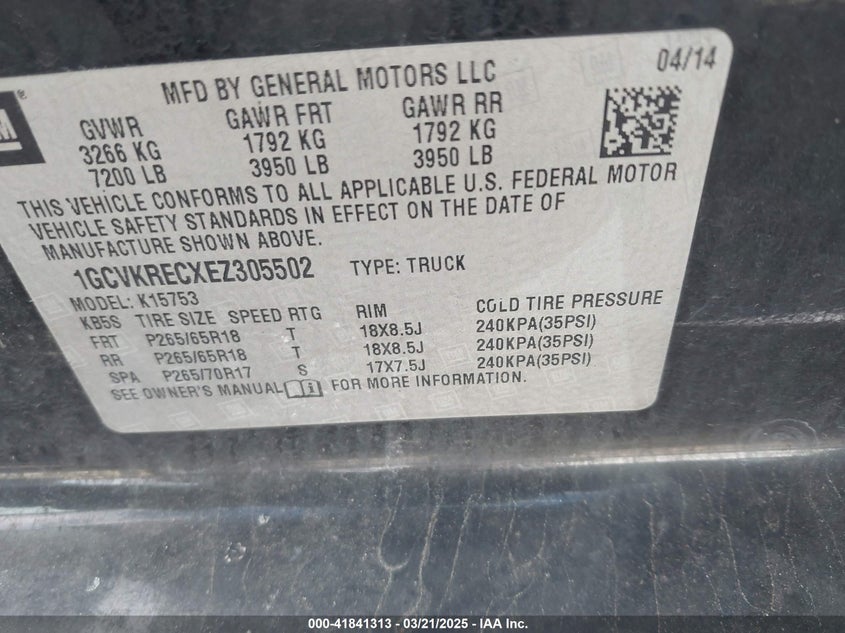 04/14
MFD BY GENERAL MOTORS LLC
GM®
GVWR GAWR FRT GAWR RR
3266 KG 1792 KG 1792 KG
7200 LB 3950 LB 3950 LB
THIS VEHICLE CONFORMS TO ALL APPLICABLE U.S. FEDERAL MOTOR
VEHICLE SAFETY STANDARDS IN EFFECT ON THE DATE OF
MANUFACTURE SHOWN ABOVE.
1GCVKRECXEZ305502 TYPE: TRUCK
MODEL: K15753
KB5S TIRE SIZE SPEED RTG RIM COLD TIRE PRESSURE
FRT P265/65R18 T 18X8.5J 240KPA(35PSI)
RR P265/65R18 T 18X8.5J 240KPA(35PSI)
SPA P265/70R17 S 17X7.5J 240KPA(35PSI)
SEE OWNER'S MANUAL FOR MORE INFORMATION.
000-41841313 — 03/21/2025 — © IAA Inc.